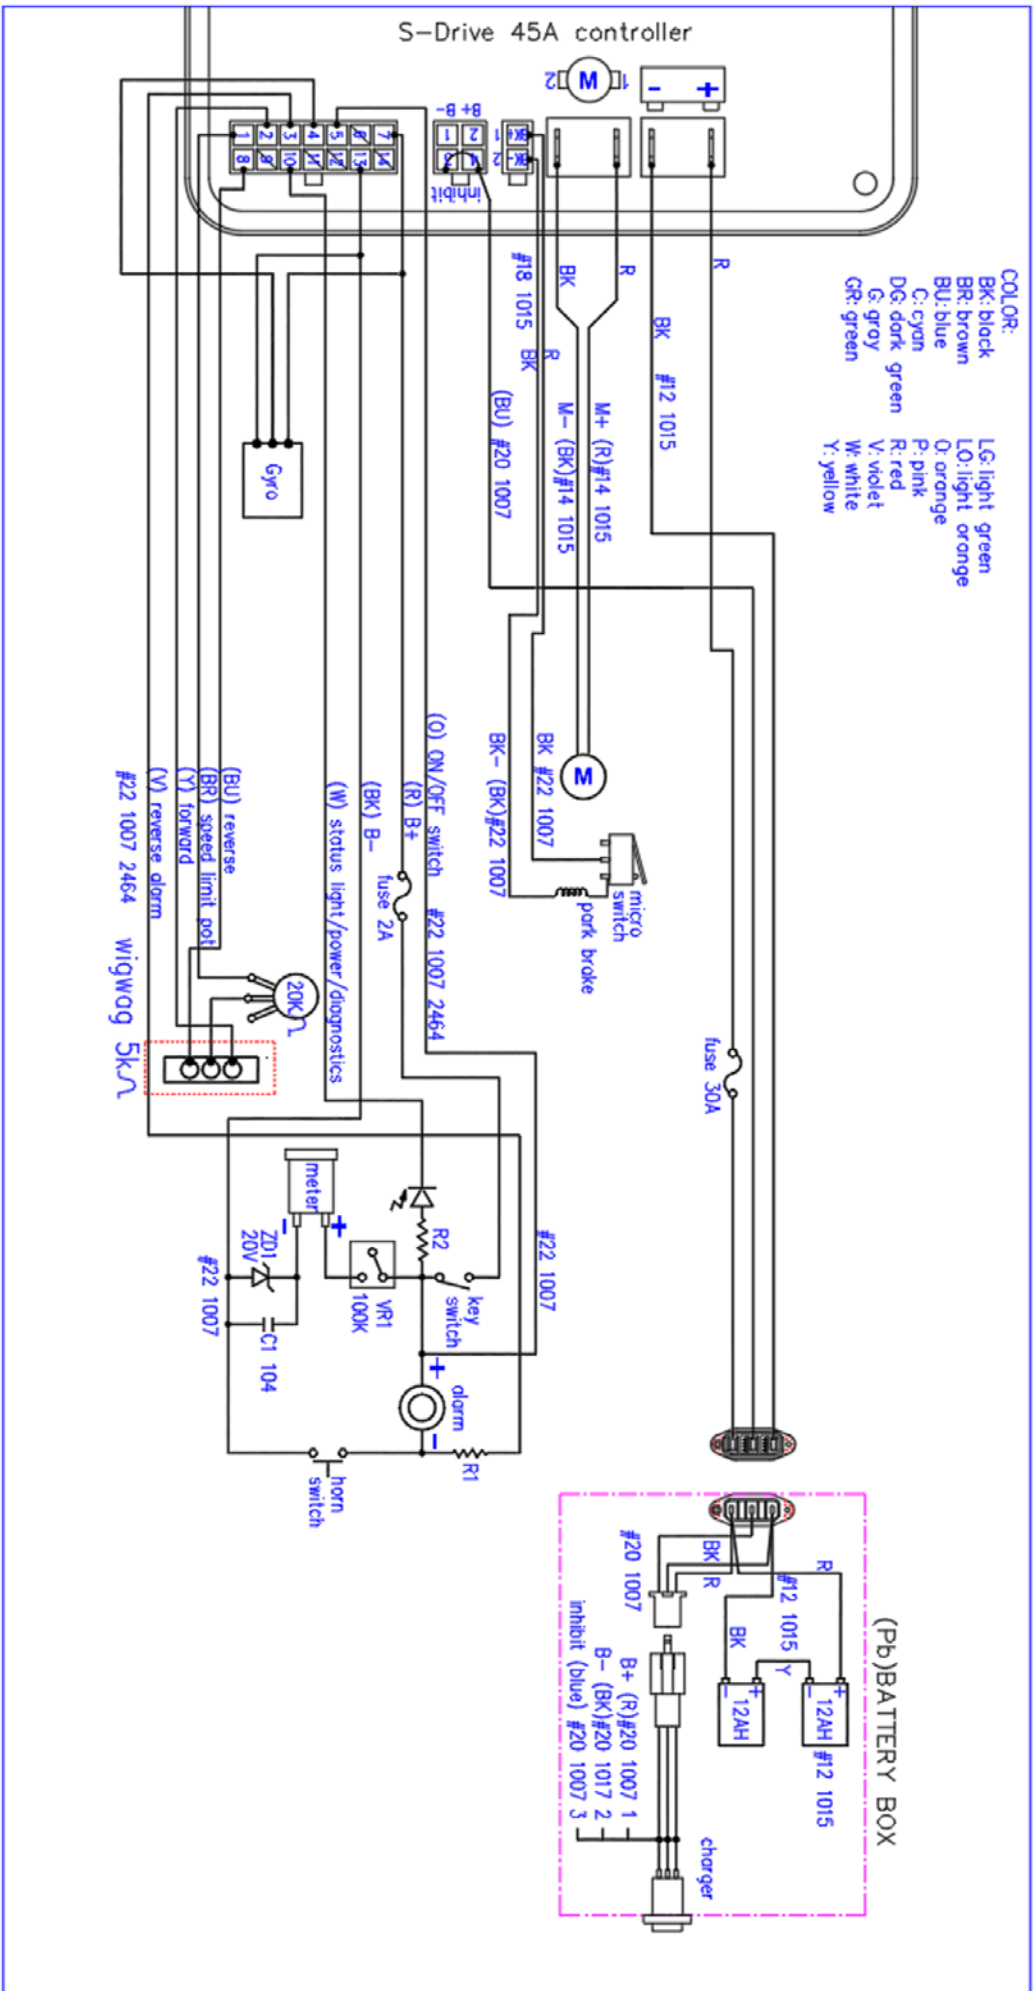 S-Drive 45A controller
2
M
1
-
+
B+ B-
1
2
3
4
5
6
7
8
9
10
11
12
13
14
1
2
3
4
BK+
1
BK-
2
inhibit
COLOR:
BK: black
BR: brown
BU: blue
C: cyan
DG: dark green
G: gray
GR: green
LG: light green
LO: light orange
O: orange
P: pink
R: red
V: violet
W: white
Y: yellow
R
BK
#12 1015
R
BK
#18 1015
R
BK
M+ (R)#14 1015
M- (BK)#14 1015
(BU) #20 1007
Gyro
M
BK #22 1007
BK- (BK)#22 1007
micro
switch
park brake
(O) ON/OFF switch #22 1007 2464
(R) B+
fuse 2A
(BK) B-
(W) status light/power/diagnostics
(BU) reverse
(BR) speed limit pot
(Y) forward
(V) reverse alarm
#22 1007 2464 wigwag 5kΩ
20KΩ
fuse 30A
meter
-
+
R2
#22 1007
ZD1
20V
VR1
100K
key
switch
#22 1007
C1 104
+
alarm
-
R1
horn
switch
(Pb)BATTERY BOX
#20 1007
BK
R
R
#12 1015
BK
Y
-
+
12AH
-
+
12AH
#12 1015
B+ (R)#20 1007 1
B- (BK)#20 1017 2
inhibit (blue) #20 1007 3
charger